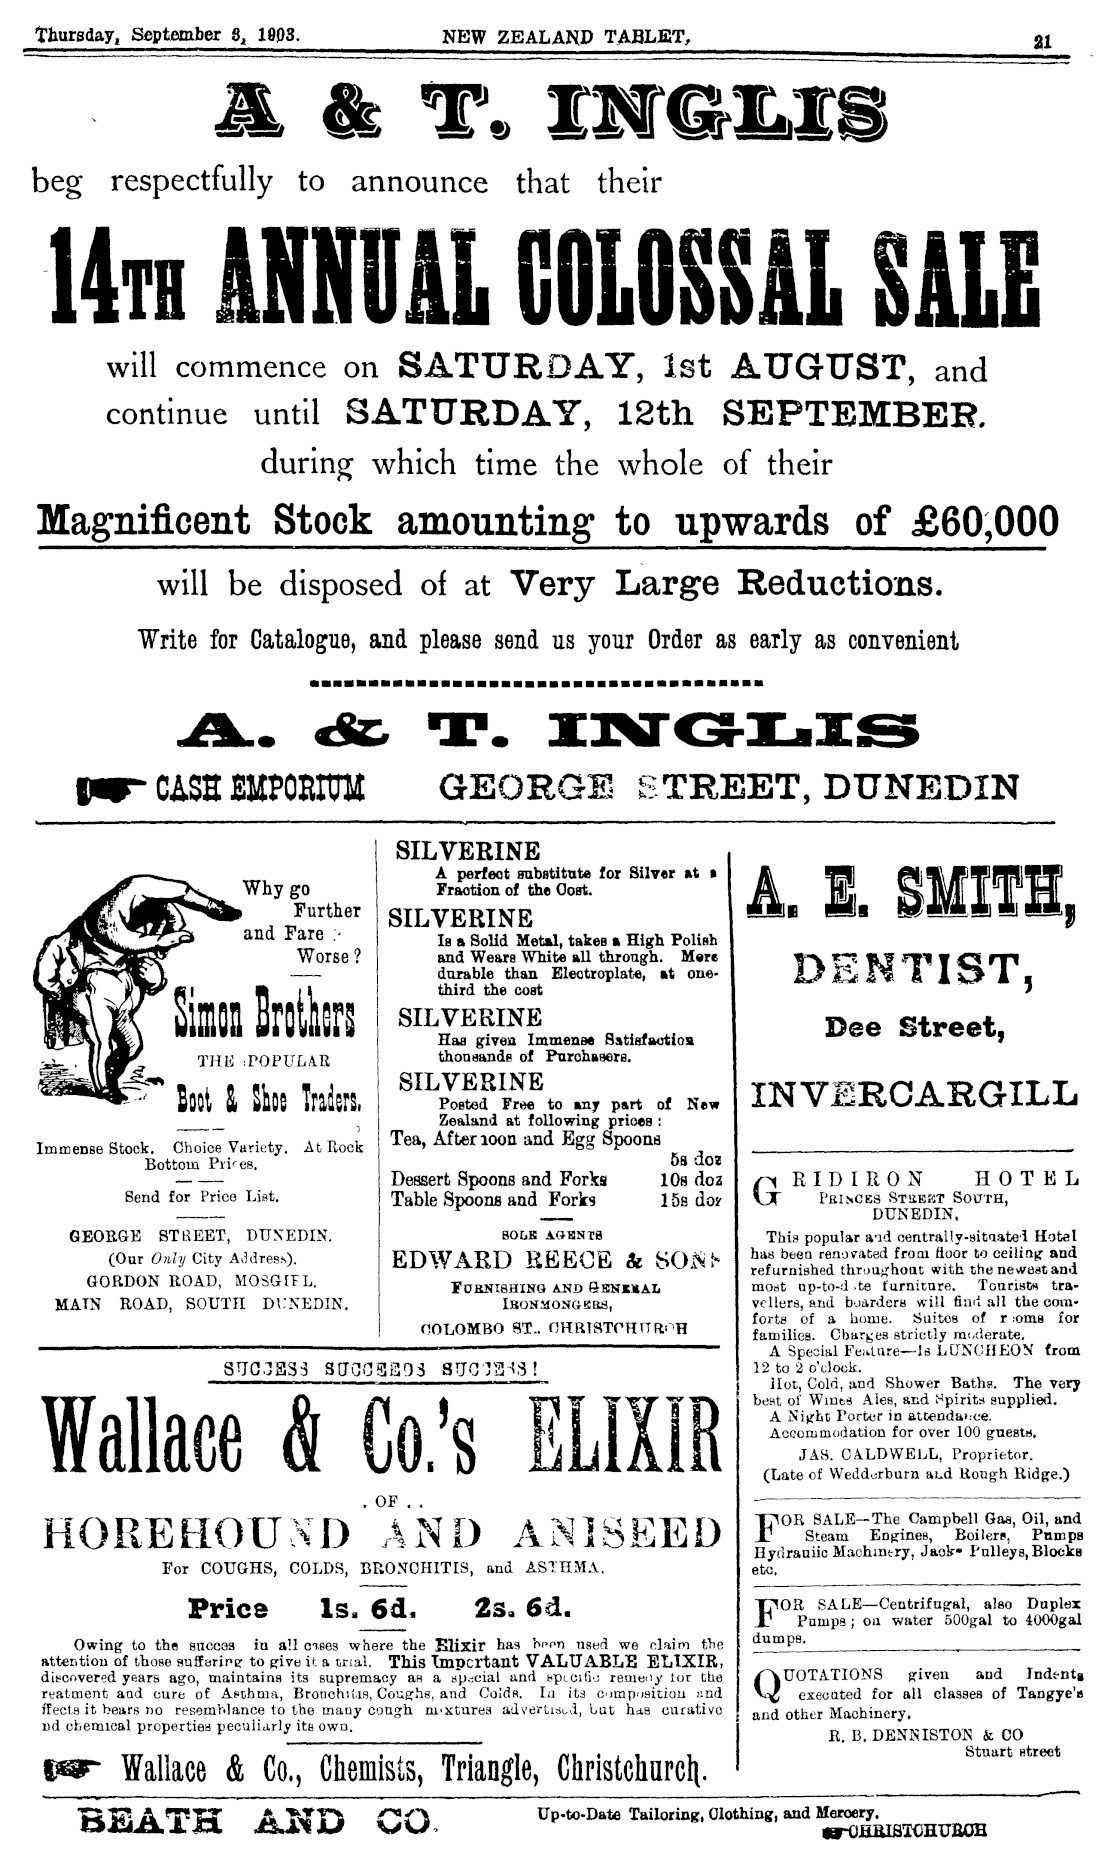 Thursday, September 3, 1903. NEW ZEALAND TABLET, 21
A & T. INGLIS
beg respectfully to announce that their
14TH ANNUAL COLOSSAL SALE
will commence on SATURDAY, 1st AUGUST, and
continue until SATURDAY, 12th SEPTEMBER.
during which time the whole of their
Magnificent Stock amounting to upwards of £60,000
will be disposed of at Very Large Reductions.
Write for Catalogue, and please send us your Order as early as convenient
A. & T. INGLIS
CASH EMPORIUM GEORGE STREET, DUNEDIN
Why go
Further
and Fare
Worse?
Simon Brothers
THE POPULAR
Boot & Shoe Traders.
Immense Stock. Choice Variety. At Rock
Bottom Prices.
Send for Price List.
GEORGE STREET, DUNEDIN.
(Our Only City Address).
GORDON ROAD, MOSGIEL.
MAIN ROAD, SOUTH DUNEDIN.
SILVERINE
A perfect substitute for Silver at a
Fraction of the Cost.
SILVERINE
Is a Solid Metal, takes a High Polish
and Wears White all through. More
durable than Electroplate, at one-
third the cost
SILVERINE
Has given Immense Satisfaction
thousands of Purchasers.
SILVERINE
Posted Free to any part of New
Zealand at following prices:
Tea, Afternoon and Egg Spoons
5s doz
Dessert Spoons and Forks 10s doz
Table Spoons and Forks 15s doz
SOLE AGENTS
EDWARD REECE & SONS
FURNISHING AND GENERAL
IRONMONGERS,
COLOMBO ST., CHRISTCHURCH
SUCCESS SUCCEEDS SUCCESS!
Wallace & Co.'s ELIXIR
. OF . .
HOREHOUND AND ANISEED
For COUGHS, COLDS, BRONCHITIS, and ASTHMA.
Price 1s. 6d. 2s. 6d.
Owing to the succes in all cases where the Elixir has been used we claim the
attention of those suffering to give it a trial. This Important VALUABLE ELIXIR,
discovered years ago, maintains its supremacy as a special and specific remedy for the
reatment and cure of Asthma, Bronchitis, Coughs, and Colds. In its composition and
ffects it bears no resemblance to the many cough mixtures advertised, but has curative
nd chemical properties peculiarly its own.
Wallace & Co., Chemists, Triangle, Christchurch.
A. E. SMITH,
DENTIST,
Dee Street,
INVERCARGILL
GRIDIRON HOTEL
PRINCES STREET SOUTH,
DUNEDIN,
This popular and centrally-situated Hotel
has been renovated from floor to ceiling and
refurnished throughout with the newest and
most up-to-date furniture. Tourists tra-
vellers, and boarders will find all the com-
forts of a home. Suites of rooms for
families. Charges strictly moderate.
A Special Feature—1s LUNCHEON from
12 to 2 o'clock.
Hot, Cold, and Shower Baths. The very
best of Wines Ales, and Spirits supplied.
A Night Porter in attendance.
Accommodation for over 100 guests.
JAS. CALDWELL, Proprietor.
(Late of Wedderburn and Rough Ridge.)
FOR SALE—The Campbell Gas, Oil, and
Steam Engines, Boilers, Pumps
Hydraulic Machinery, Jacks Pulleys, Blocks
etc.
FOR SALE—Centrifugal, also Duplex
Pumps; on water 500gal to 4000gal
dumps.
QUOTATIONS given and Indents
executed for all classes of Tangye's
and other Machinery.
R. B. DENNISTON & CO
Stuart street
BEATH AND CO. Up-to-Date Tailoring, Clothing, and Mercery.
CHRISTCHURCH